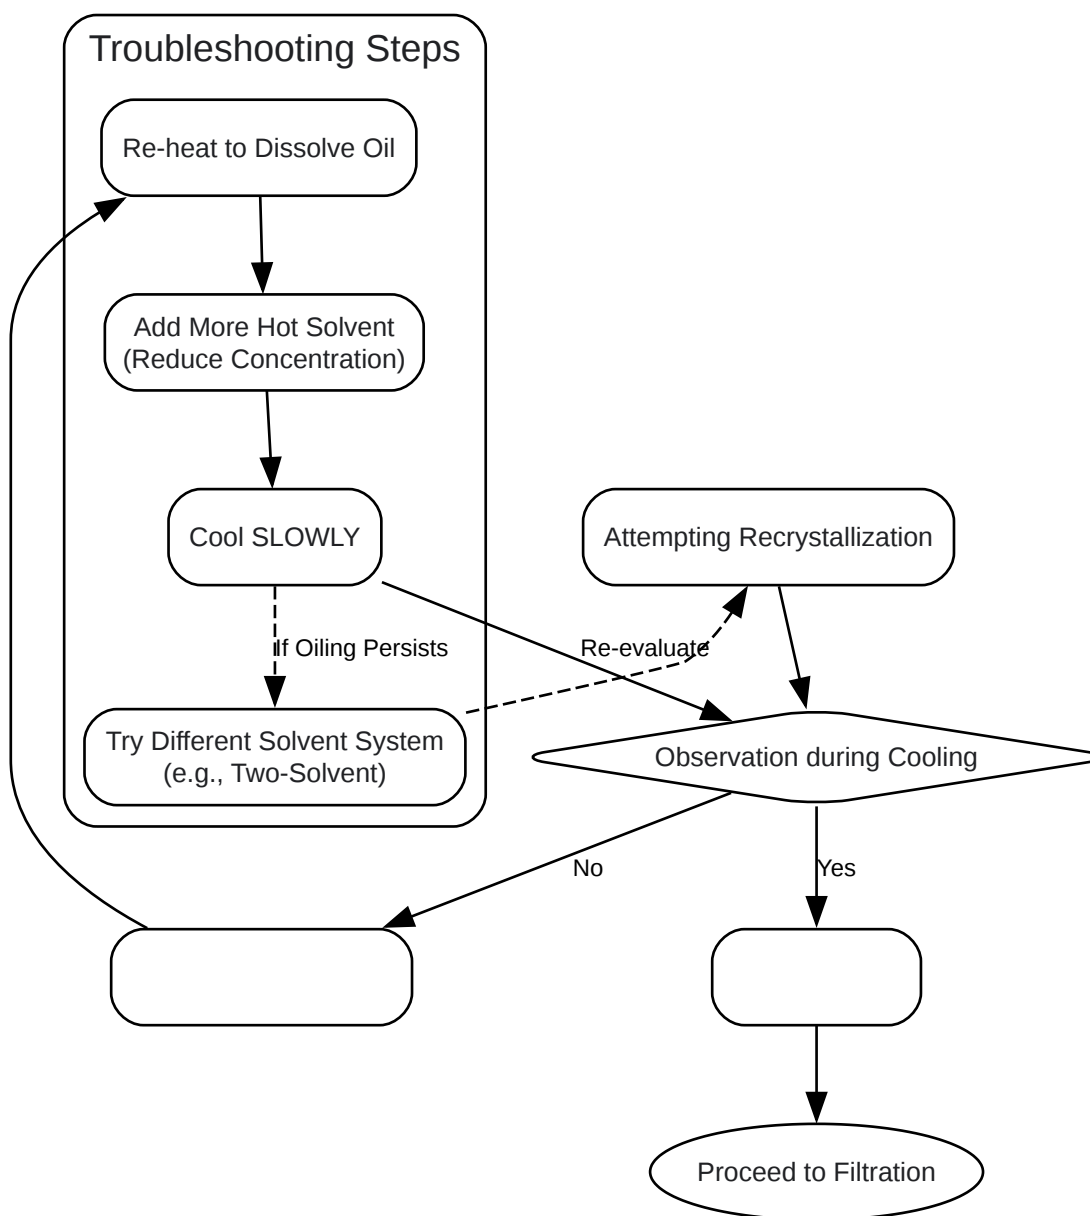 Troubleshooting Steps
Re-heat to Dissolve Oil
Add More Hot Solvent
(Reduce Concentration)
Cool SLOWLY
Attempting Recrystallization
If Oiling Persists
Re-evaluate
Try Different Solvent System
(e.g., Two-Solvent)
Observation during Cooling
No
Yes
Proceed to Filtration